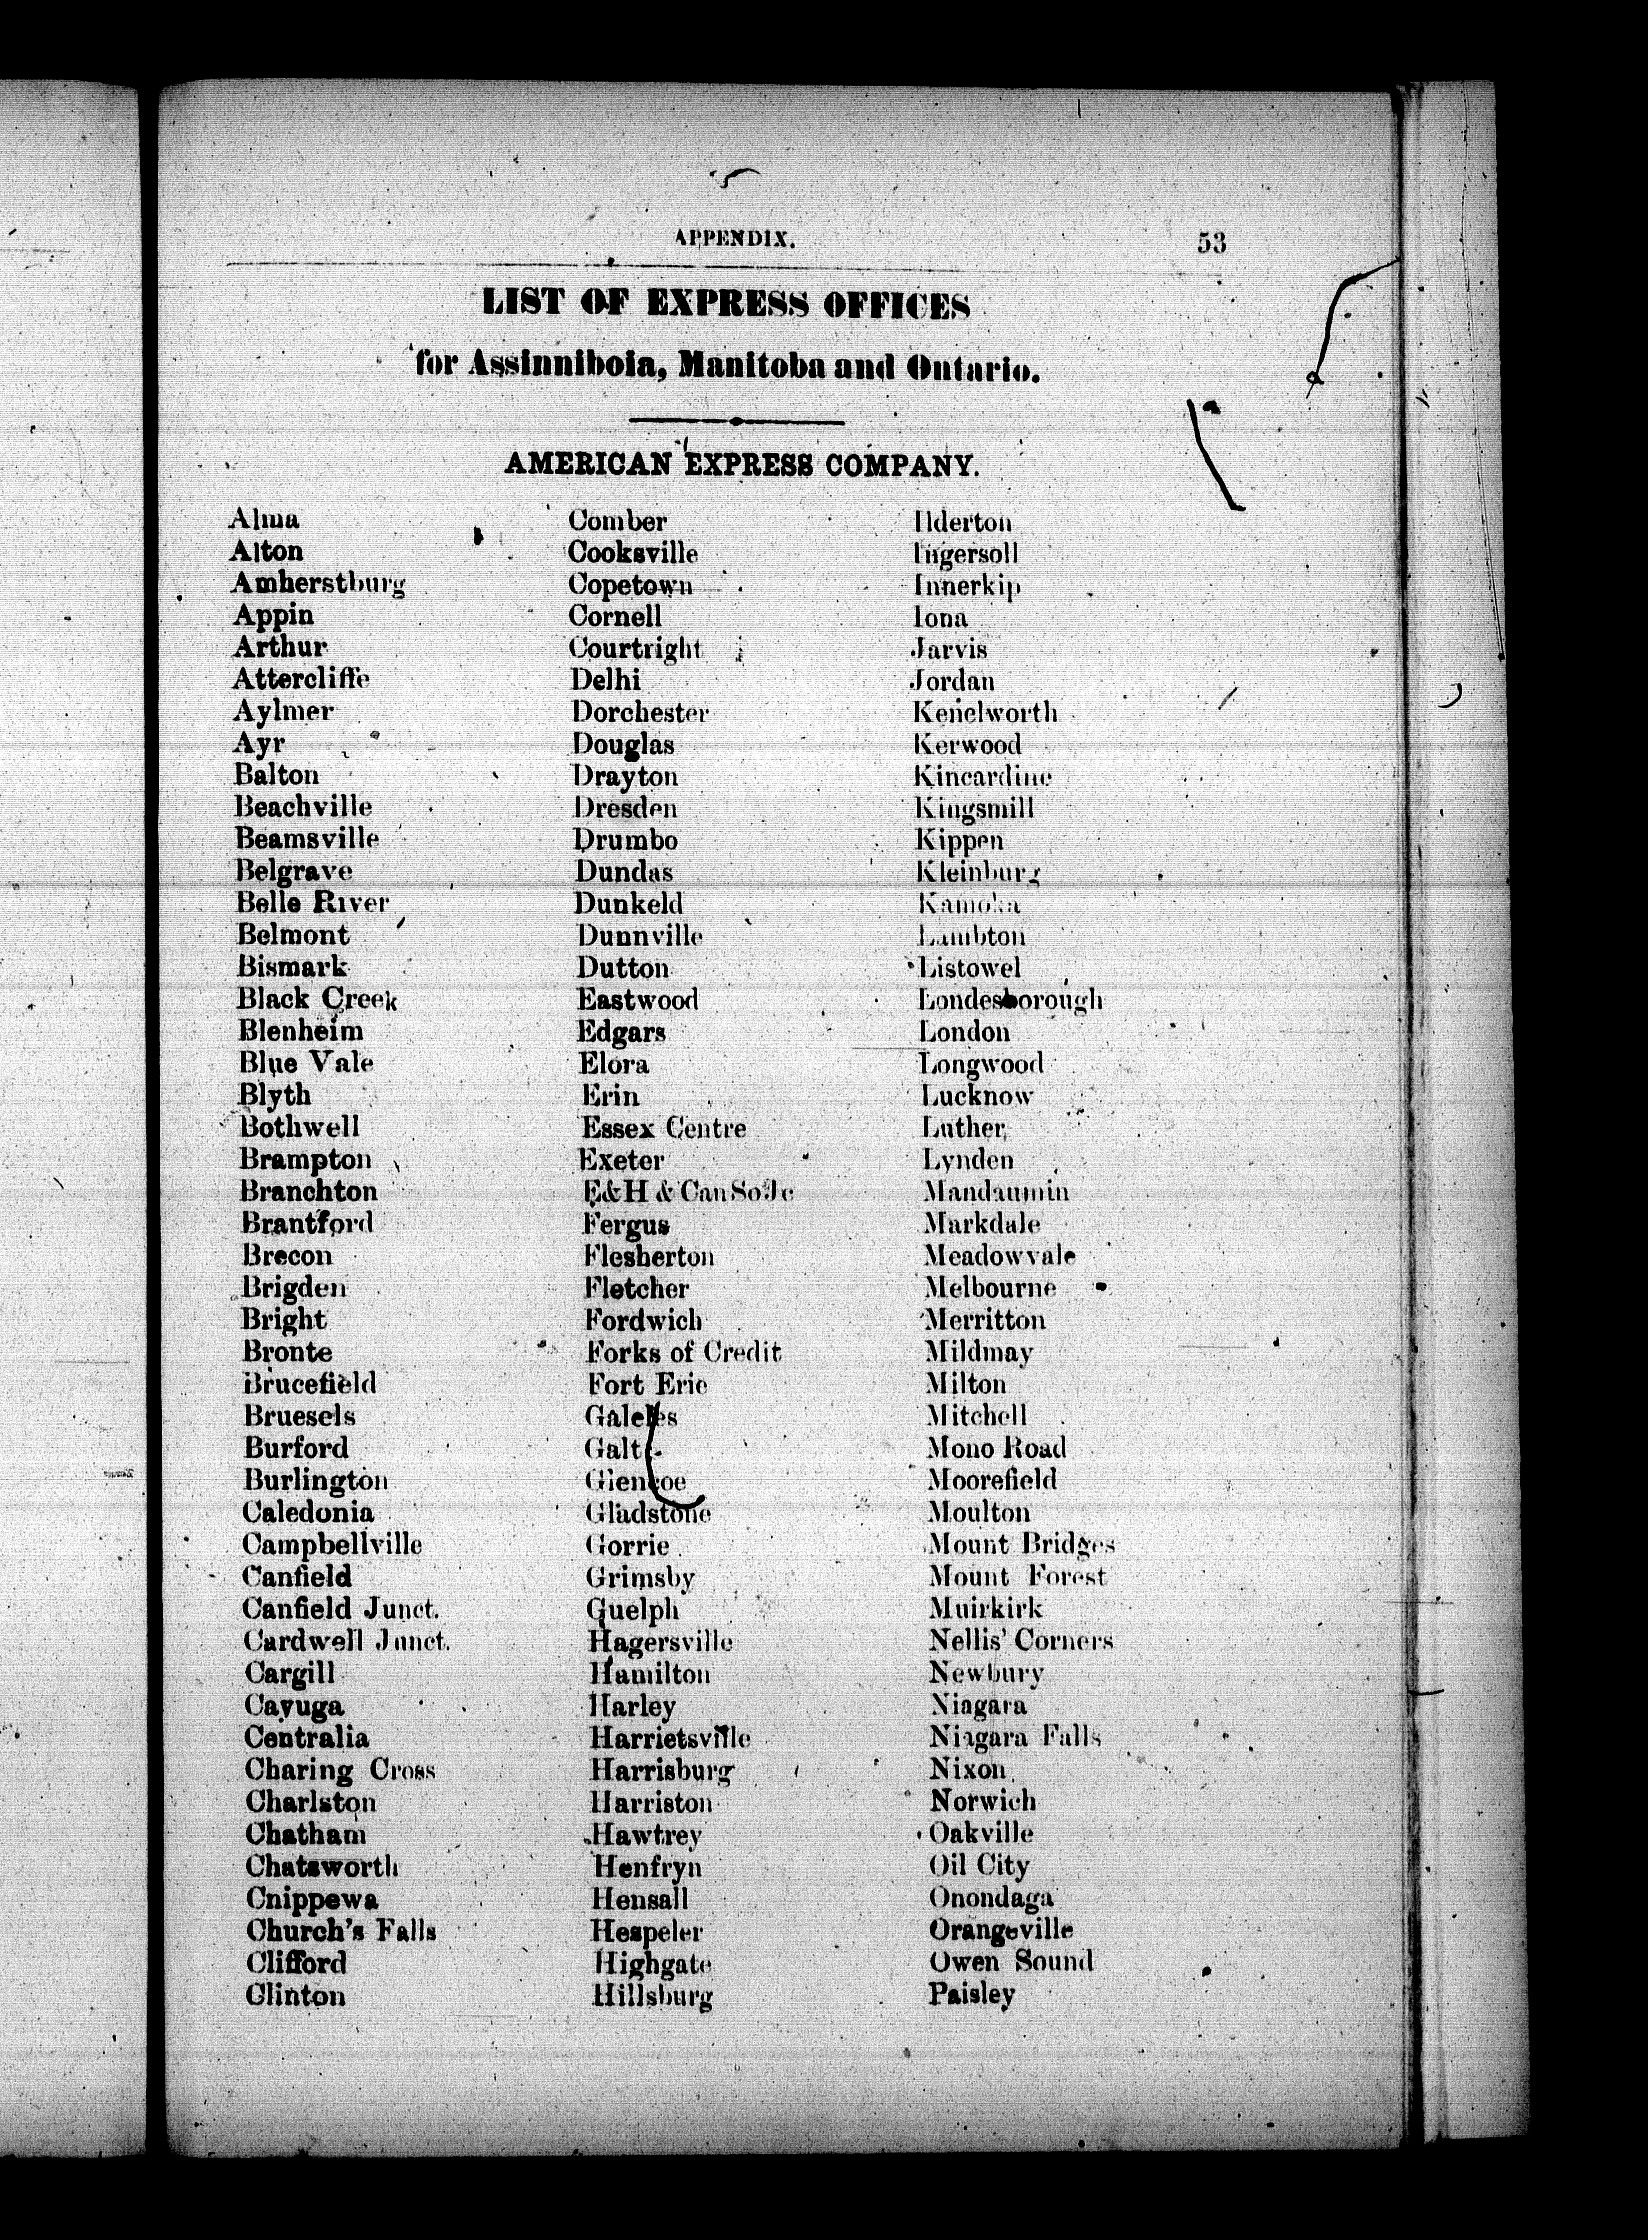 APPENDIX. 53
LIST OF EXPRESS OFFICES
for Assinniboia, Manitoba and Ontario.
AMERICAN EXPRESS COMPANY.
Alma
Alton
Amherstburg
Appin
Arthur
Attercliffe
Aylmer
Ayr
Balton
Beachville
Beamsville
Belgrave
Belle River
Belmont
Bismark
Black Creek
Blenheim
Blue Vale
Blyth
Bothwell
Brampton
Branchton
Brantford
Brecon
Brigden
Bright
Bronte
Brucefield
Bruesels
Burford
Burlington
Caledonia
Campbellville
Canfield
Canfield Junct.
Cardwell Junct.
Cargill
Cayuga
Centralia
Charing Cross
Charlston
Chatham
Chatsworth
Cnippewa
Church's Falls
Clifford
Clinton
Comber
Cooksville
Copetown
Cornell
Courtright
Delhi
Dorchester
Douglas
Drayton
Dresden
Drumbo
Dundas
Dunkeld
Dunnville
Dutton
Eastwood
Edgars
Elora
Erin
Essex Centre
Exeter
E&H & Can So Jc
Fergus
Flesherton
Fletcher
Fordwich
Forks of Credit
Fort Erie
Galt
Glencoe
Gladstone
Gorrie
Grimsby
Guelph
Hagersville
Hamilton
Harley
Harrietsville
Harrisburg
Harriston
Hawtrey
Henfryn
Hensall
Hespeler
Highgate
Hillsburg
Ilderton
Ingersoll
Innerkip
Iona
Jarvis
Jordan
Kenelworth
Kerwood
Kincardine
Kingsmill
Kippen
Kleinburg
Kamoka
Lambton
Listowel
Londesborough
London
Longwood
Lucknow
Luther
Lynden
Mandaumin
Markdale
Meadowvale
Melbourne
Merritton
Mildmay
Milton
Mitchell
Mono Road
Moorefield
Moulton
Mount Bridges
Mount Forest
Muirkirk
Nellis' Corners
Newbury
Niagara
Niagara Falls
Nixon
Norwich
Oakville
Oil City
Onondaga
Orangeville
Owen Sound
Paisley